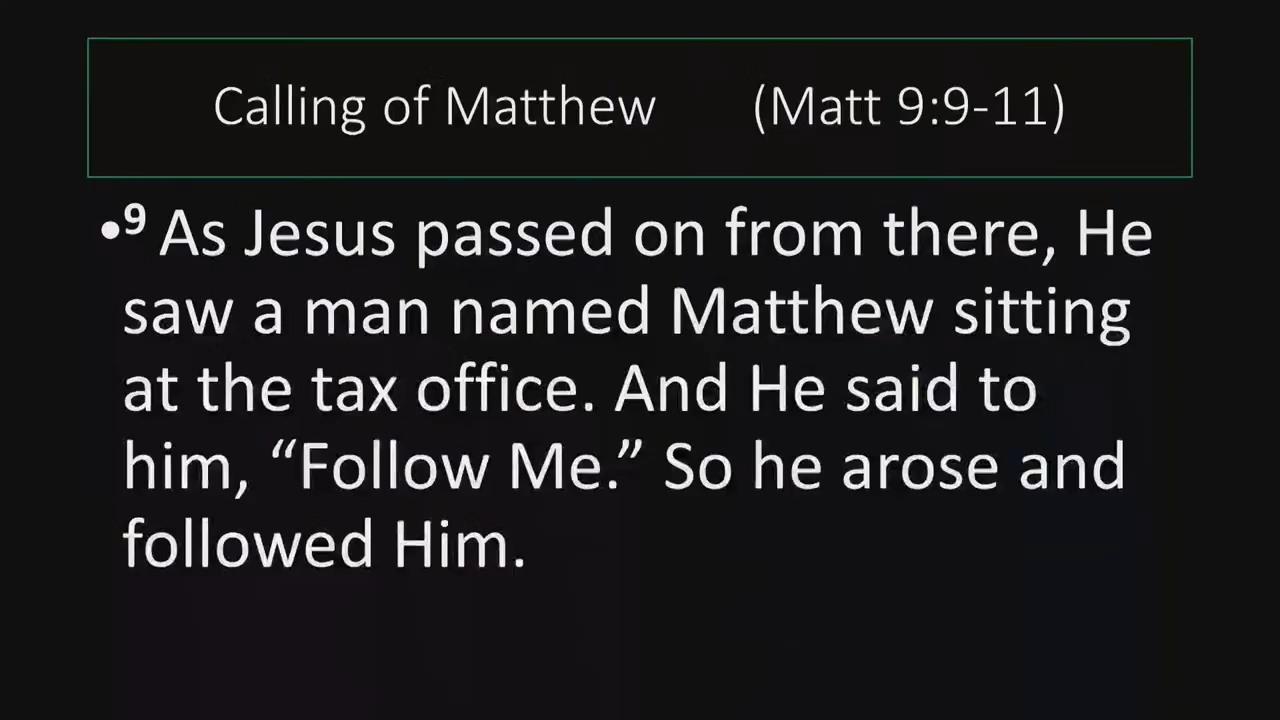 Calling of Matthew (Matt 9:9-11)
•9 As Jesus passed on from there, He
saw a man named Matthew sitting
at the tax office. And He said to
him, “Follow Me.” So he arose and
followed Him.